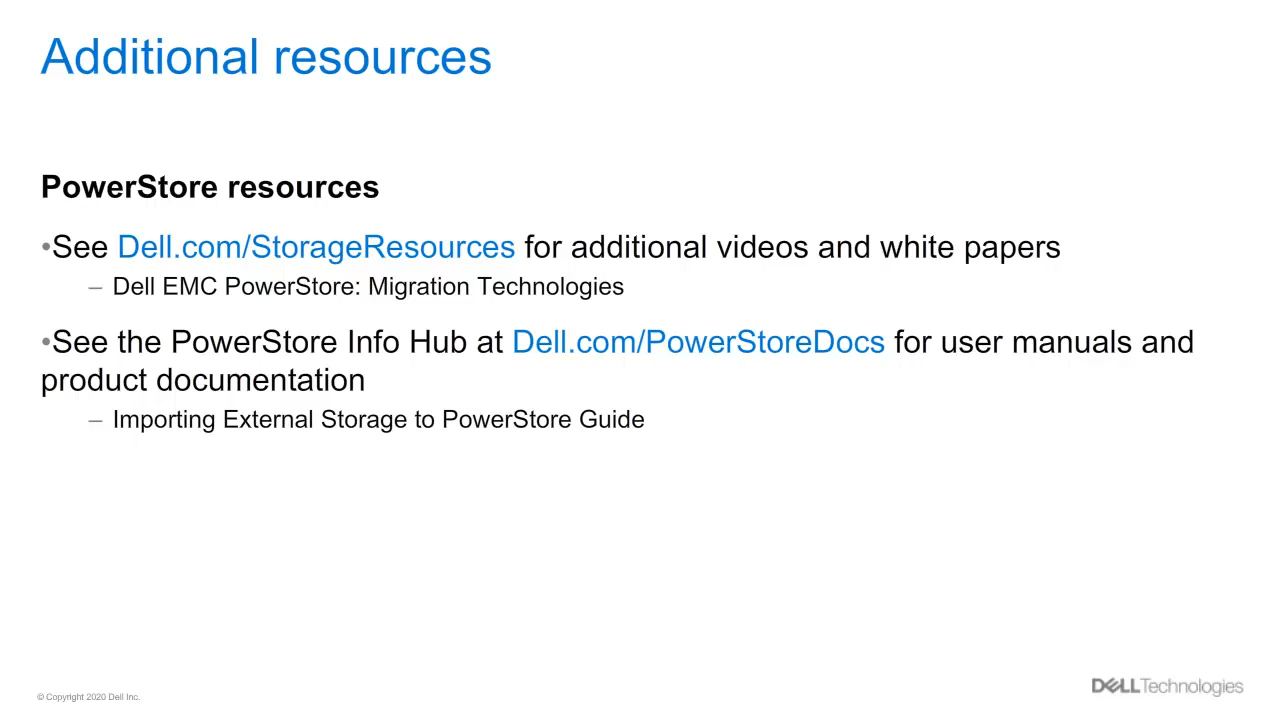 Additional resources
PowerStore resources
•See Dell.com/StorageResources for additional videos and white papers
– Dell EMC PowerStore: Migration Technologies
•See the PowerStore Info Hub at Dell.com/PowerStoreDocs for user manuals and
product documentation
– Importing External Storage to PowerStore Guide
© Copyright 2020 Dell Inc.
DELLTechnologies